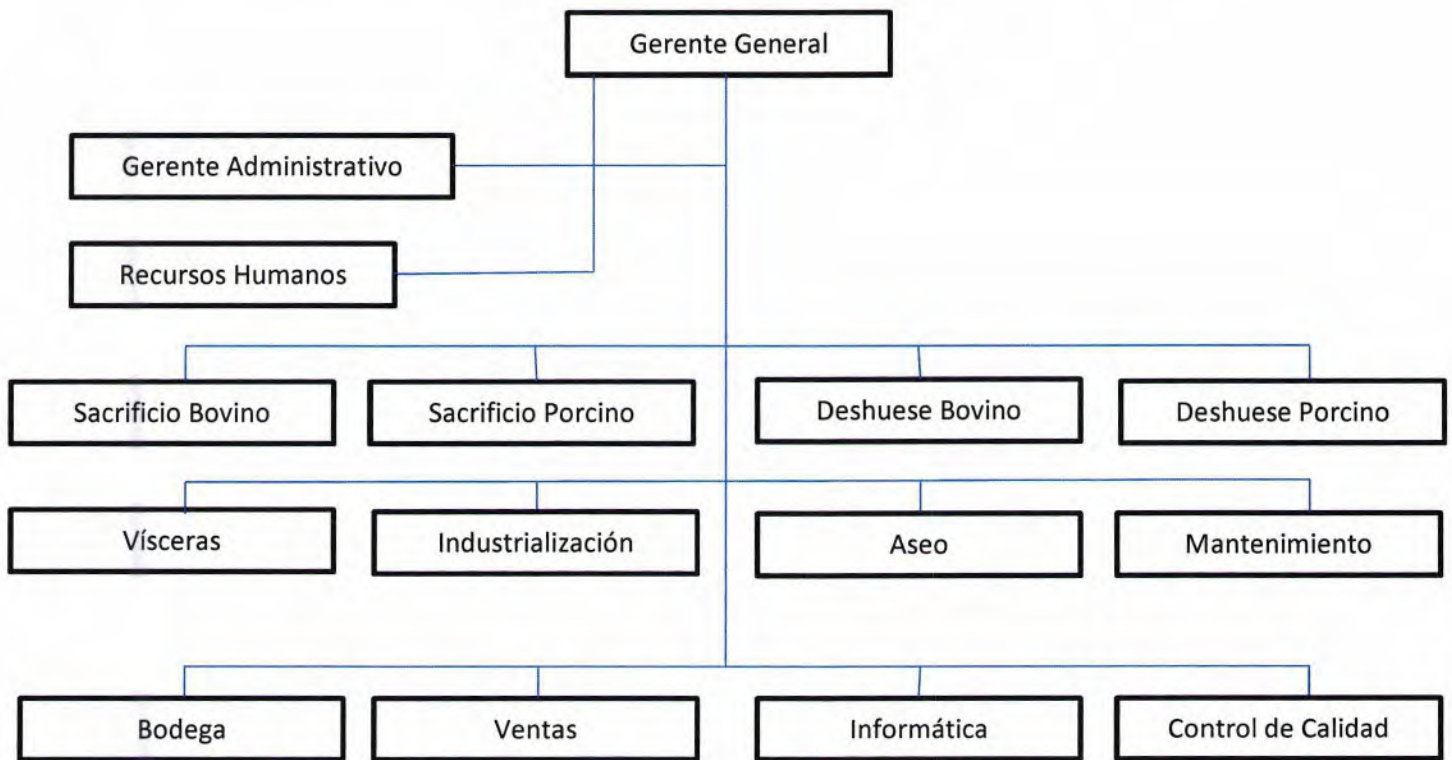 Gerente General
Gerente Administrativo
Recursos Humanos
Sacrificio Bovino
Sacrificio Porcino
Deshuese Bovino
Deshuese Porcino
Vísceras
Industrialización
Aseo
Mantenimiento
Bodega
Ventas
Informática
Control de Calidad